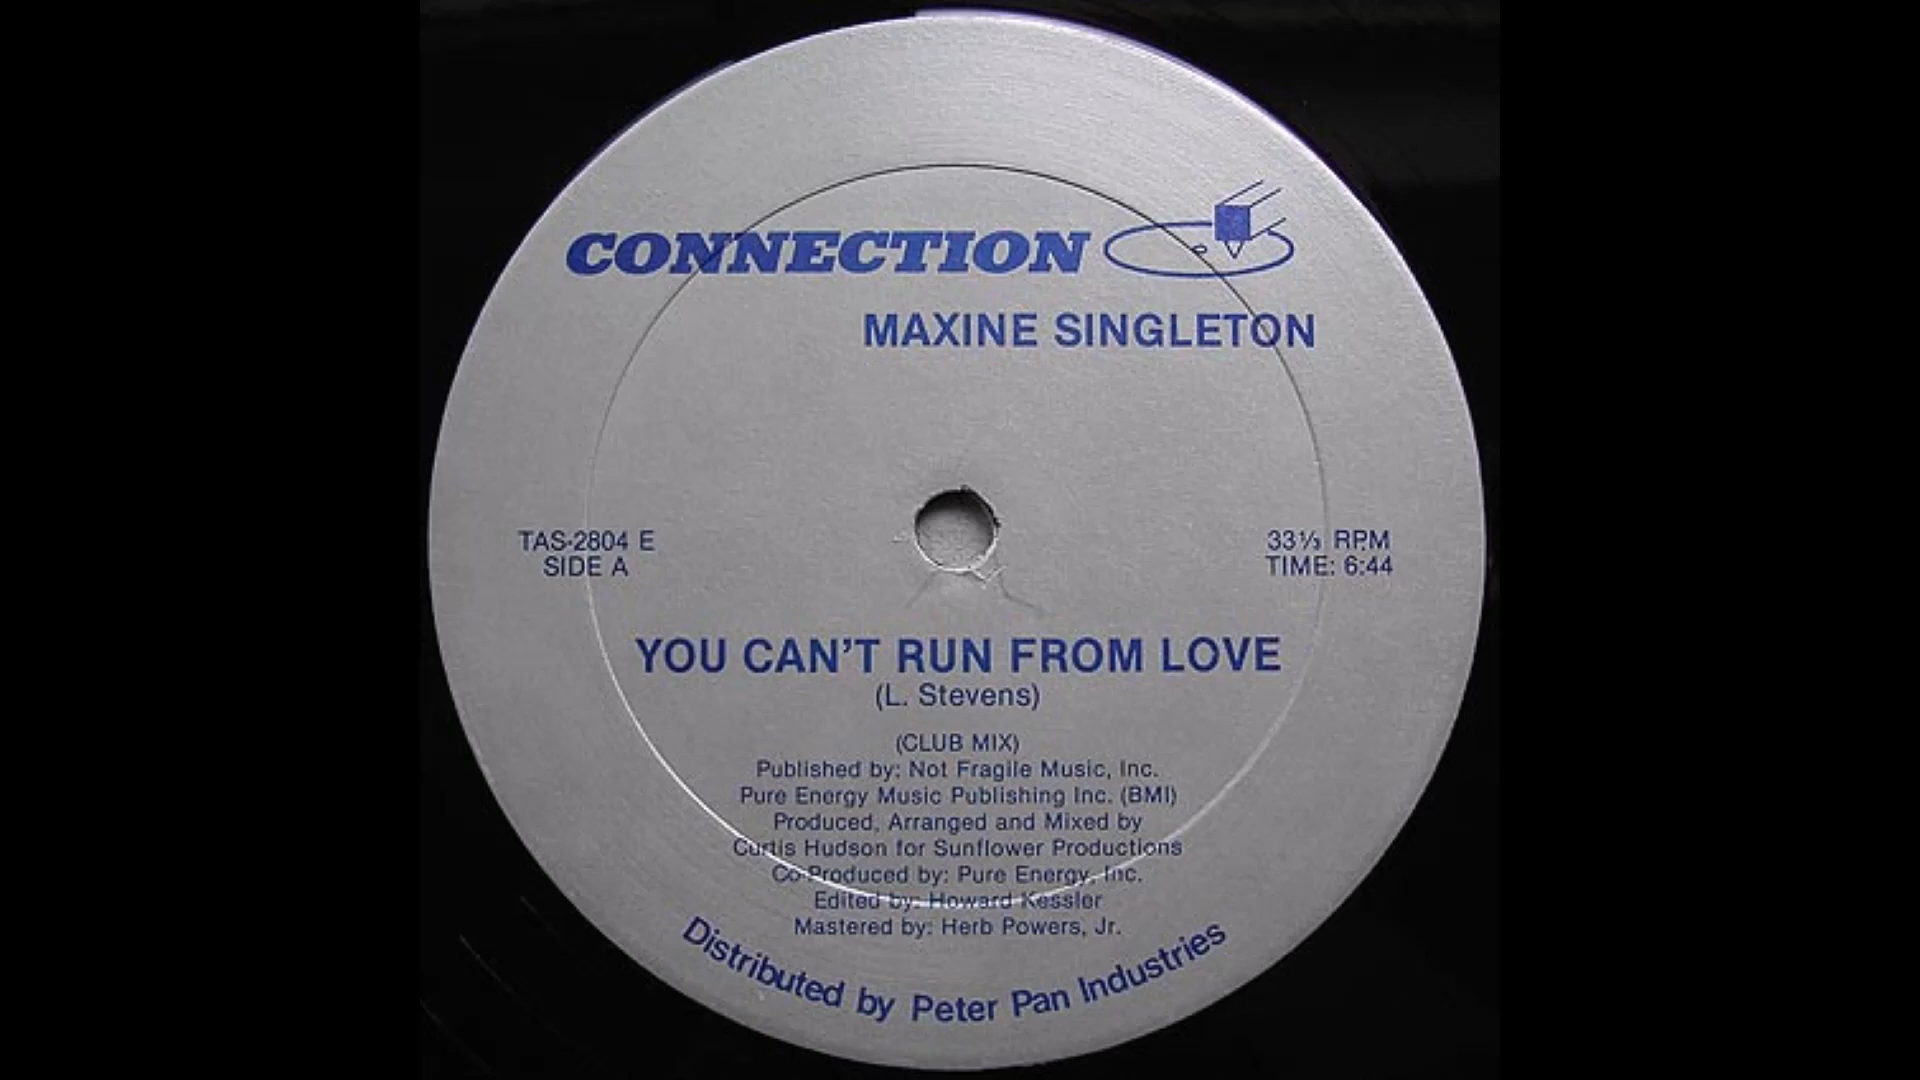 CONNECTION
MAXINE SINGLETON
TAS-2804 E
SIDE A
33⅓ RPM
TIME: 6:44
YOU CAN'T RUN FROM LOVE
(L. Stevens)
(CLUB MIX)
Published by: Not Fragile Music, Inc.
Pure Energy Music Publishing Inc. (BMI)
Produced, Arranged and Mixed by
Curtis Hudson for Sunflower Productions
Co-Produced by: Pure Energy, Inc.
Edited by: Howard Kessler
Mastered by: Herb Powers, Jr.
Distributed by Peter Pan Industries